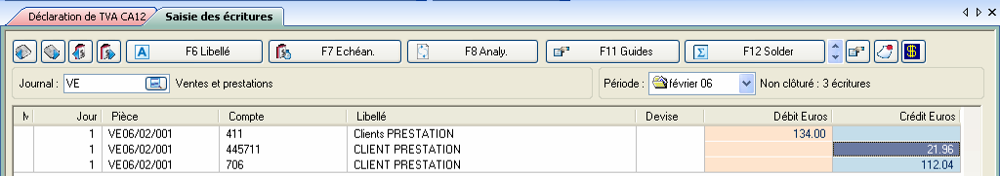 Déclaration de TVA CA12 Saisie des écritures
A F6 Libellé F7 Echéan. F8 Analy. F11 Guides Σ F12 Solder $
Journal : VE Ventes et prestations Période : février 06 Non clôturé : 3 écritures
M Jour Pièce Compte Libellé Devise Débit Euros Crédit Euros
1 VE06/02/001 411 Clients PRESTATION 134.00
1 VE06/02/001 445711 CLIENT PRESTATION 21.96
1 VE06/02/001 706 CLIENT PRESTATION 112.04